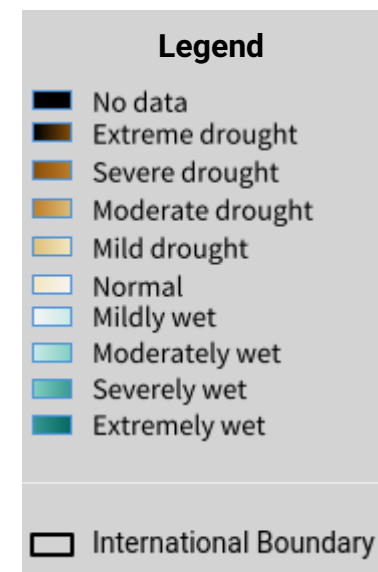 Legend
No data
Extreme drought
Severe drought
Moderate drought
Mild drought
Normal
Mildly wet
Moderately wet
Severely wet
Extremely wet
International Boundary